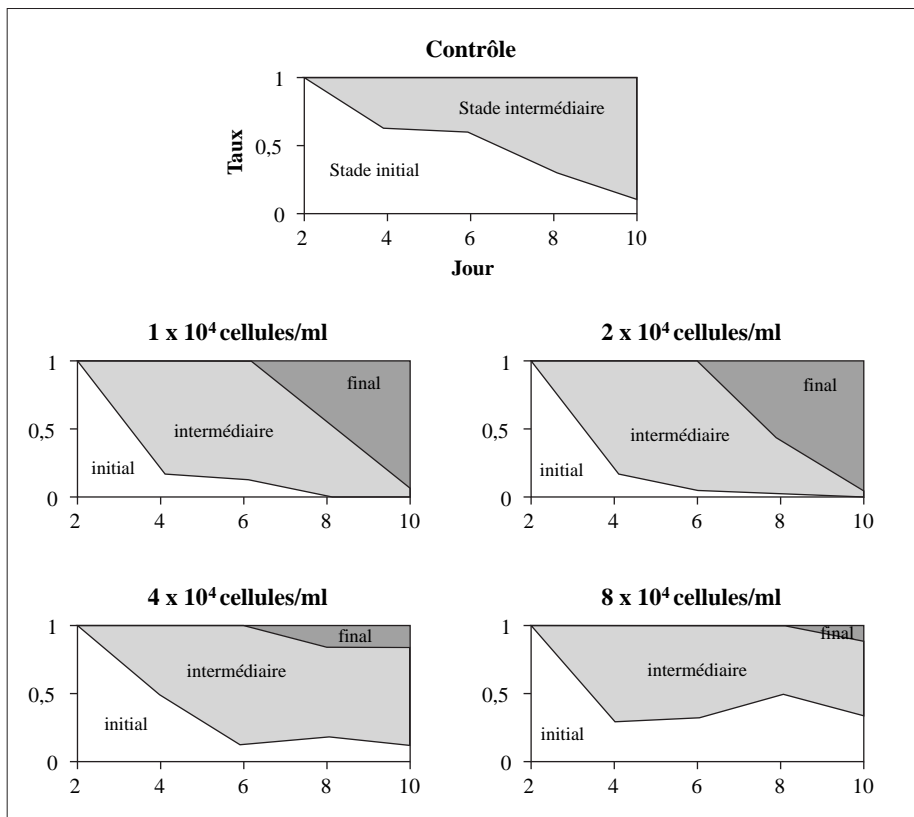 Contrôle
1
Stade intermédiaire
Taux
0,5
Stade initial
0
2 4 6 8 10
Jour
1 x 10⁴ cellules/ml
1
final
0,5
intermédiaire
initial
0
2 4 6 8 10
2 x 10⁴ cellules/ml
1
final
0,5
intermédiaire
initial
0
2 4 6 8 10
4 x 10⁴ cellules/ml
1
final
intermédiaire
0,5
initial
0
2 4 6 8 10
8 x 10⁴ cellules/ml
1
final
intermédiaire
0,5
initial
0
2 4 6 8 10